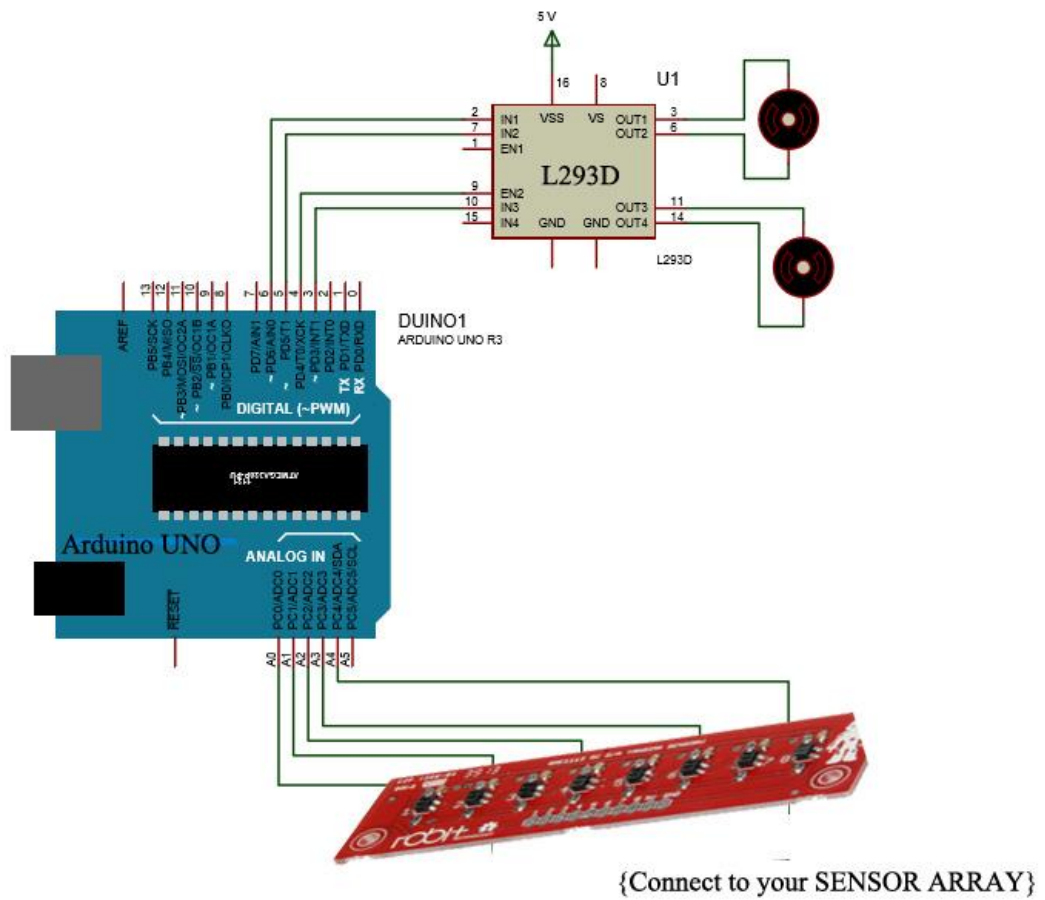 5 V
U1
16
8
2
7
1
9
10
15
IN1
IN2
EN1
EN2
IN3
IN4
VSS
VS
OUT1
OUT2
L293D
OUT3
GND
GND
OUT4
3
6
11
14
L293D
13
12
11
10
9
8
7
6
5
4
3
2
1
0
DUINO1
ARDUINO UNO R3
AREF
PB5/SCK
PB4/MISO
~PB3/MOSI/OC2A
~ PB2/SS/OC1B
~ PB1/OC1A
PB0/ICP1/CLKO
PD7/AIN1
~ PD6/AIN0
~ PD5/T1
PD4/T0/XCK
~ PD3/INT1
PD2/INT0
TX PD1/TXD
RX PD0/RXD
DIGITAL (~PWM)
Arduino UNO
ANALOG IN
RESET
PC0/ADC0
PC1/ADC1
PC2/ADC2
PC3/ADC3
PC4/ADC4/SDA
PC5/ADC5/SCL
A0
A1
A2
A3
A4
A5
{Connect to your SENSOR ARRAY}